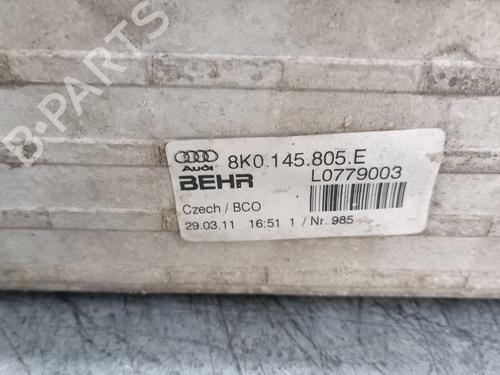 B-PARTS
8K0.145.805.E
Audi
BEHR
L0779003
Czech / BCO
29.03.11 16:51 1 / Nr. 985